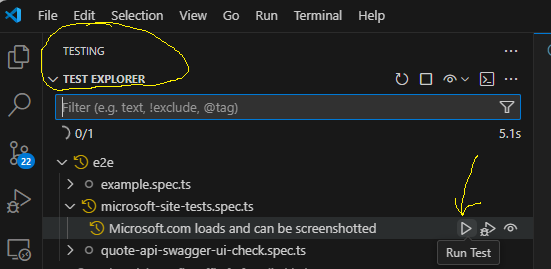 File Edit Selection View Go Run Terminal Help
TESTING
TEST EXPLORER
Filter (e.g. text, !exclude, @tag)
0/1 5.1s
e2e
example.spec.ts
22
microsoft-site-tests.spec.ts
Microsoft.com loads and can be screenshotted
Run Test
quote-api-swagger-ui-check.spec.ts